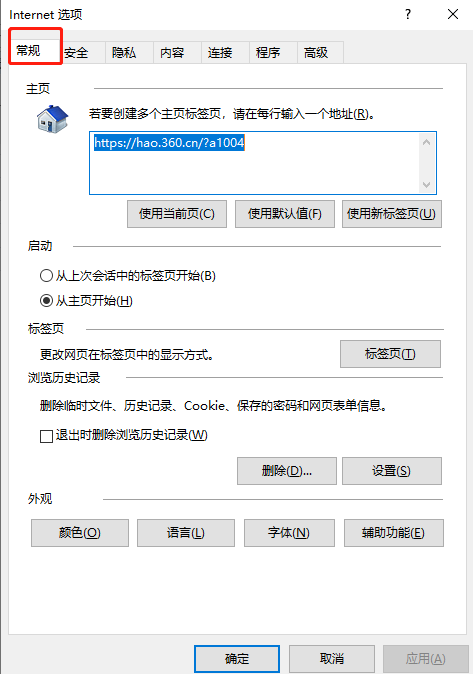 Internet 选项 ? ×
常规 安全 隐私 内容 连接 程序 高级
主页
若要创建多个主页标签页，请在每行输入一个地址(R)。
https://hao.360.cn/?a1004
使用当前页(C) 使用默认值(F) 使用新标签页(U)
启动
从上次会话中的标签页开始(B)
从主页开始(H)
标签页
更改网页在标签页中的显示方式。 标签页(T)
浏览历史记录
删除临时文件、历史记录、Cookie、保存的密码和网页表单信息。
退出时删除浏览历史记录(W)
删除(D)... 设置(S)
外观
颜色(O) 语言(L) 字体(N) 辅助功能(E)
确定 取消 应用(A)